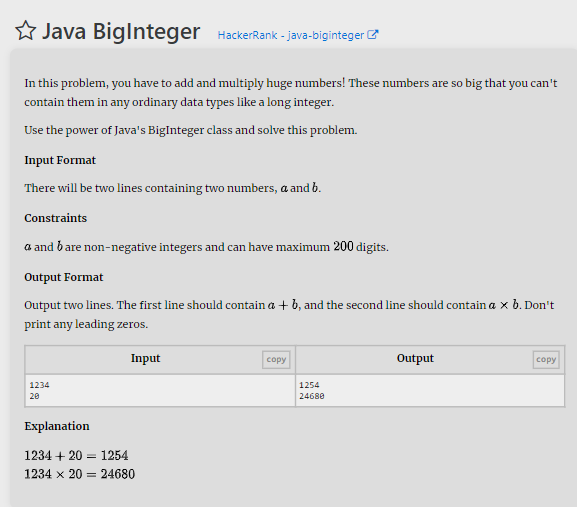 Java BigInteger HackerRank - java-biginteger
In this problem, you have to add and multiply huge numbers! These numbers are so big that you can't
contain them in any ordinary data types like a long integer.
Use the power of Java's BigInteger class and solve this problem.
Input Format
There will be two lines containing two numbers, a and b.
Constraints
a and b are non-negative integers and can have maximum 200 digits.
Output Format
Output two lines. The first line should contain a + b, and the second line should contain a × b. Don't
print any leading zeros.
Input copy Output copy
1234 1254
20 24680
Explanation
1234 + 20 = 1254
1234 × 20 = 24680